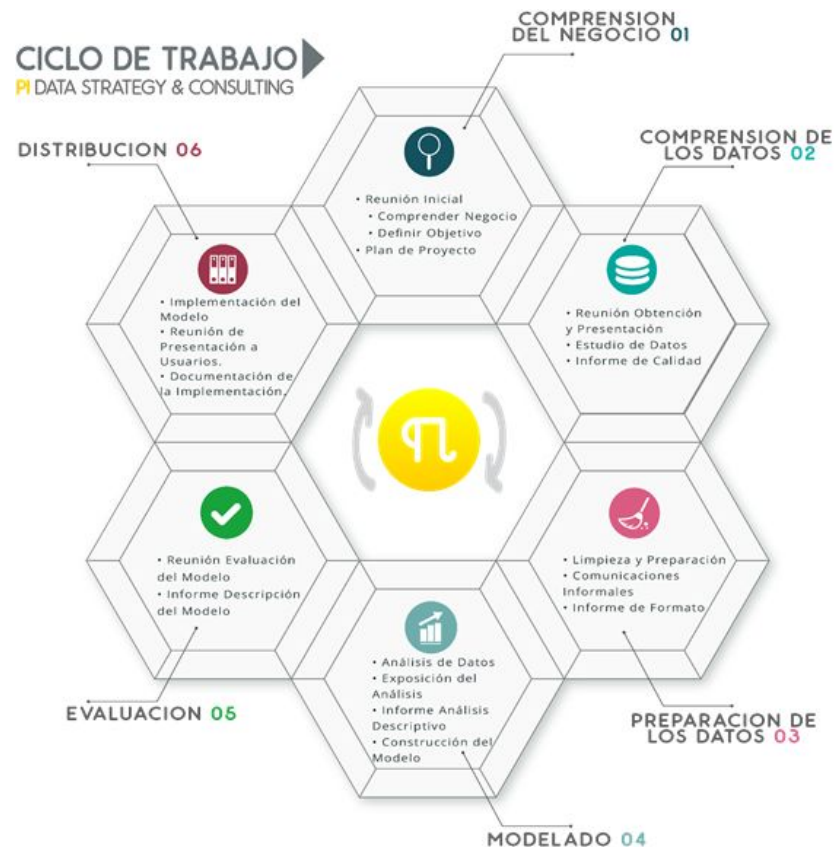 CICLO DE TRABAJO
PI DATA STRATEGY & CONSULTING
COMPRENSION
DEL NEGOCIO 01
• Reunión Inicial
• Comprender Negocio
• Definir Objetivo
• Plan de Proyecto
COMPRENSION DE
LOS DATOS 02
• Reunión Obtención
y Presentación
• Estudio de Datos
• Informe de Calidad
• Limpieza y Preparación
• Comunicaciones
Informales
• Informe de Formato
PREPARACION DE
LOS DATOS 03
• Análisis de Datos
• Exposición del
Análisis
• Informe Análisis
Descriptivo
• Construcción del
Modelo
MODELADO 04
• Reunión Evaluación
del Modelo
• Informe Descripción
del Modelo
EVALUACION 05
DISTRIBUCION 06
• Implementación del
Modelo
• Reunión de
Presentación a
Usuarios.
• Documentación de
la Implementación.